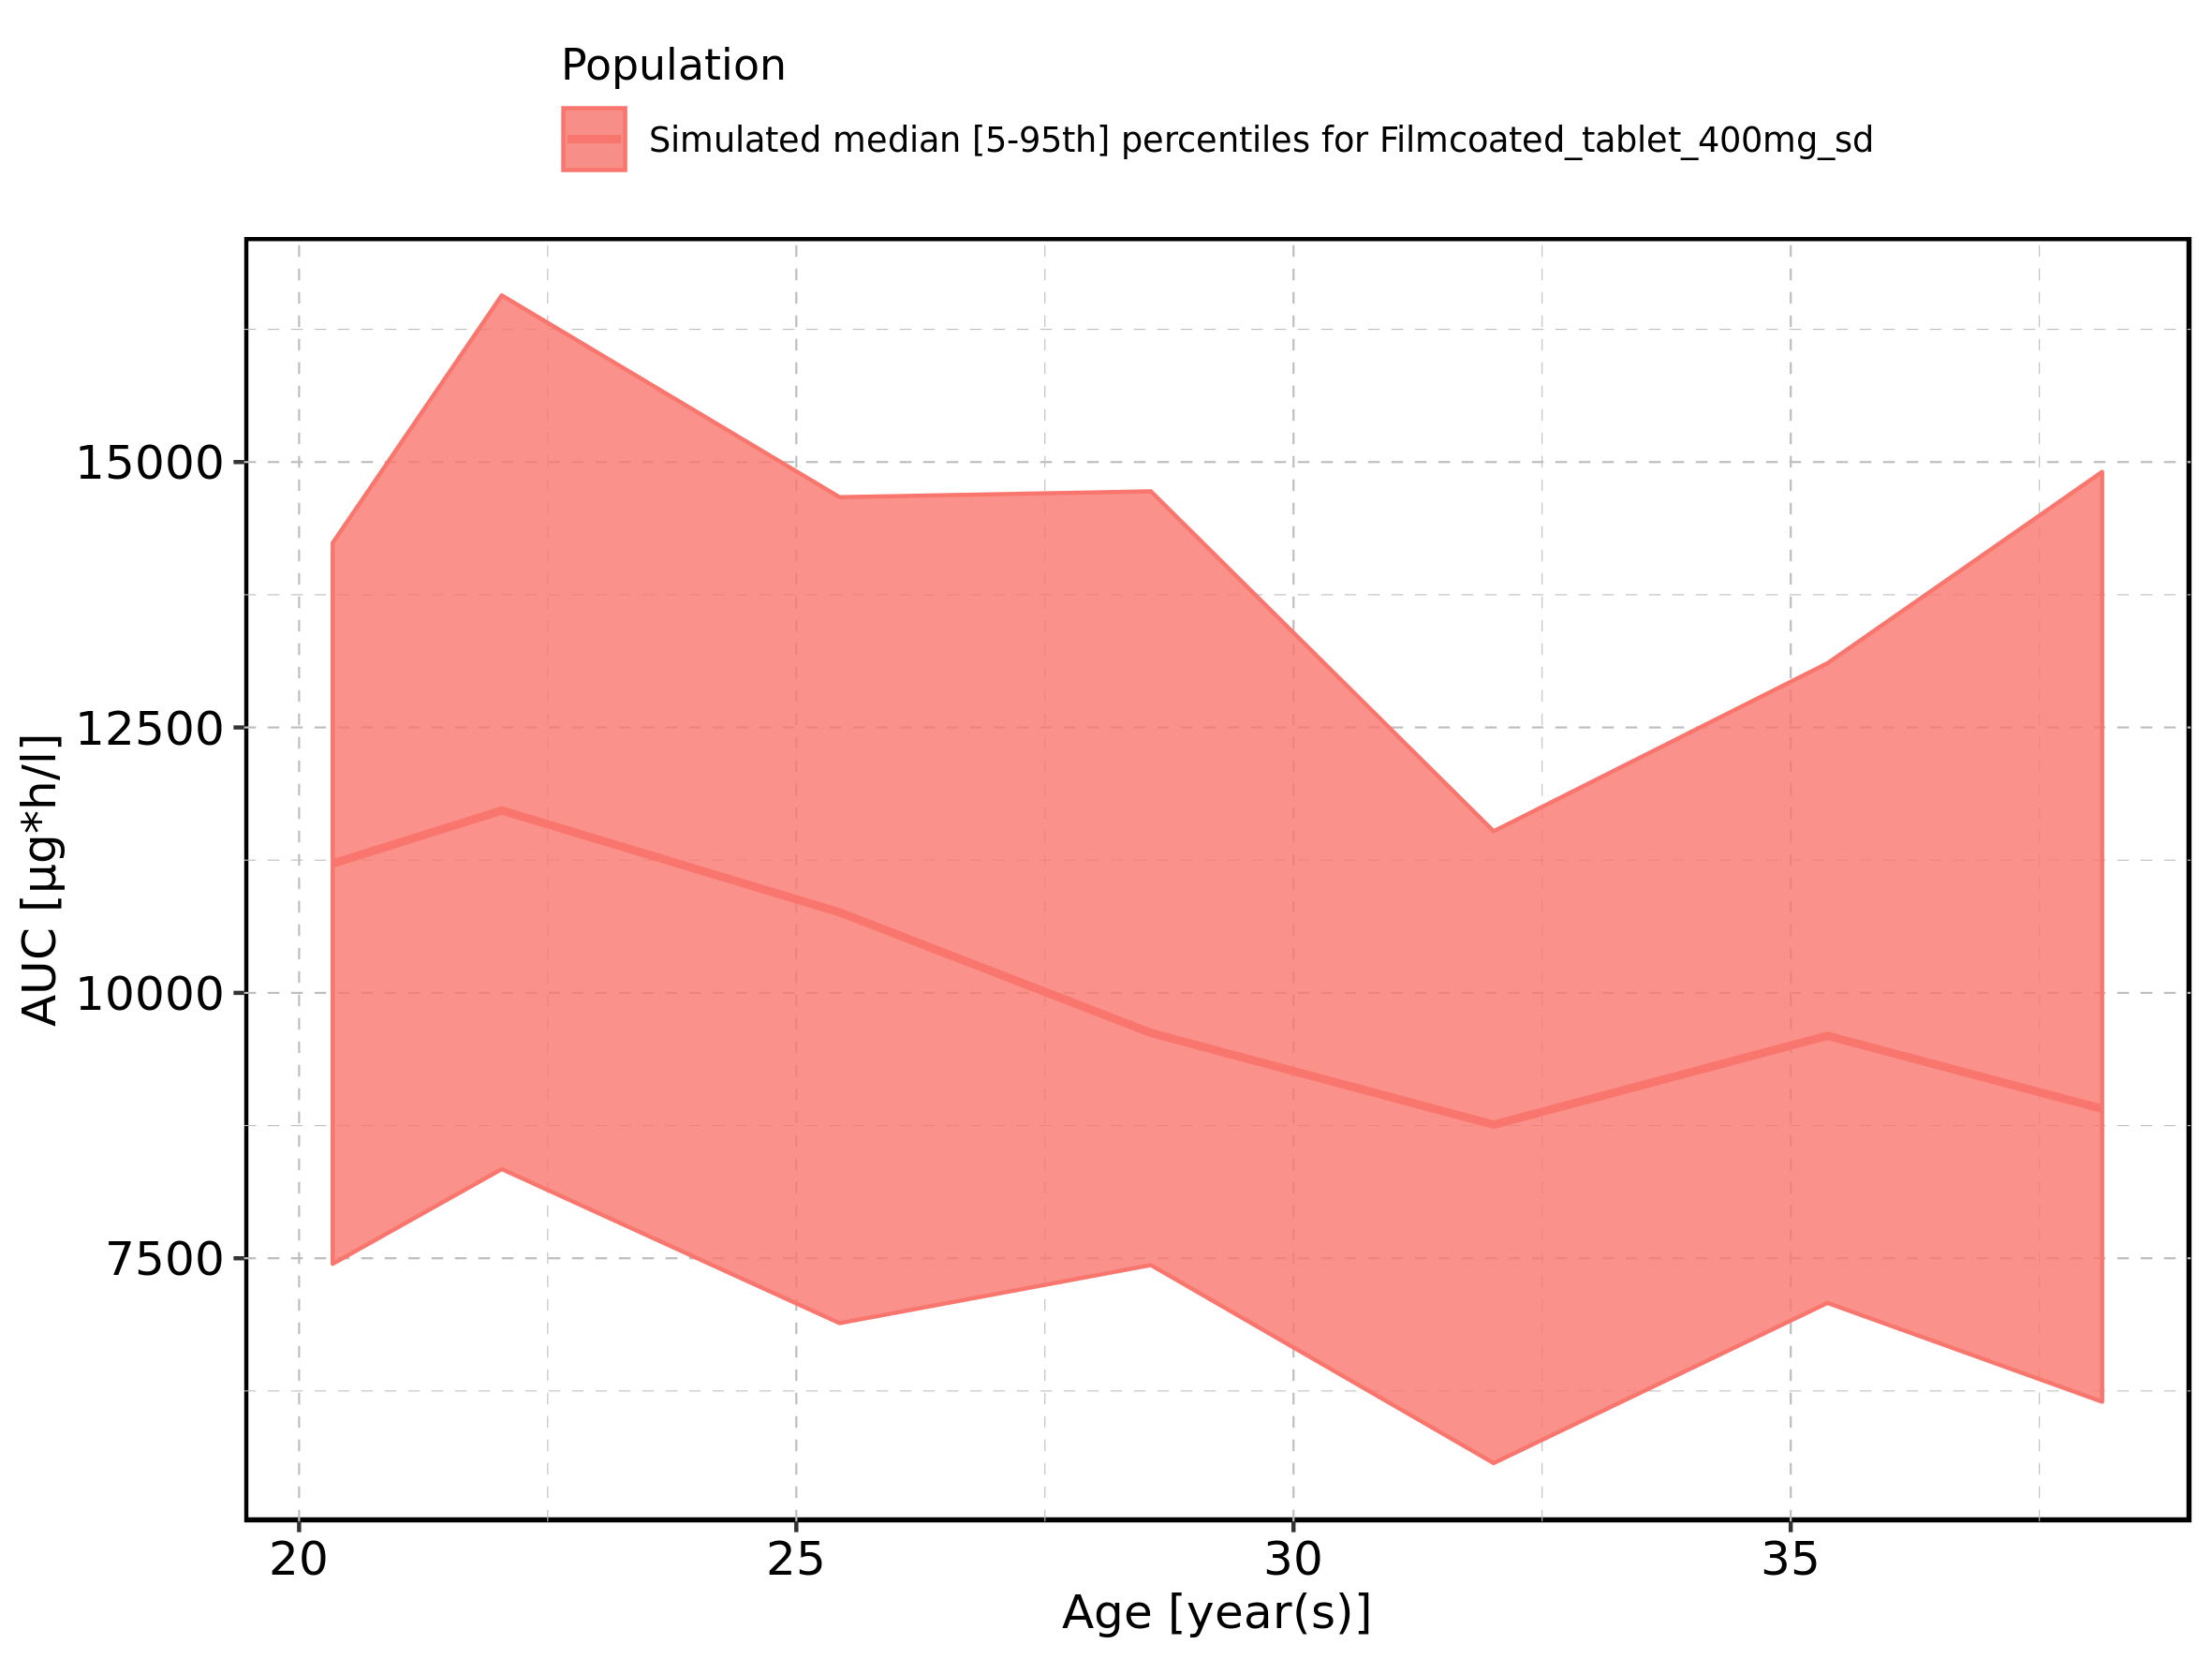 Population
Simulated median [5-95th] percentiles for Filmcoated_tablet_400mg_sd
AUC [µg*h/l]
15000
12500
10000
7500
20 25 30 35
Age [year(s)]